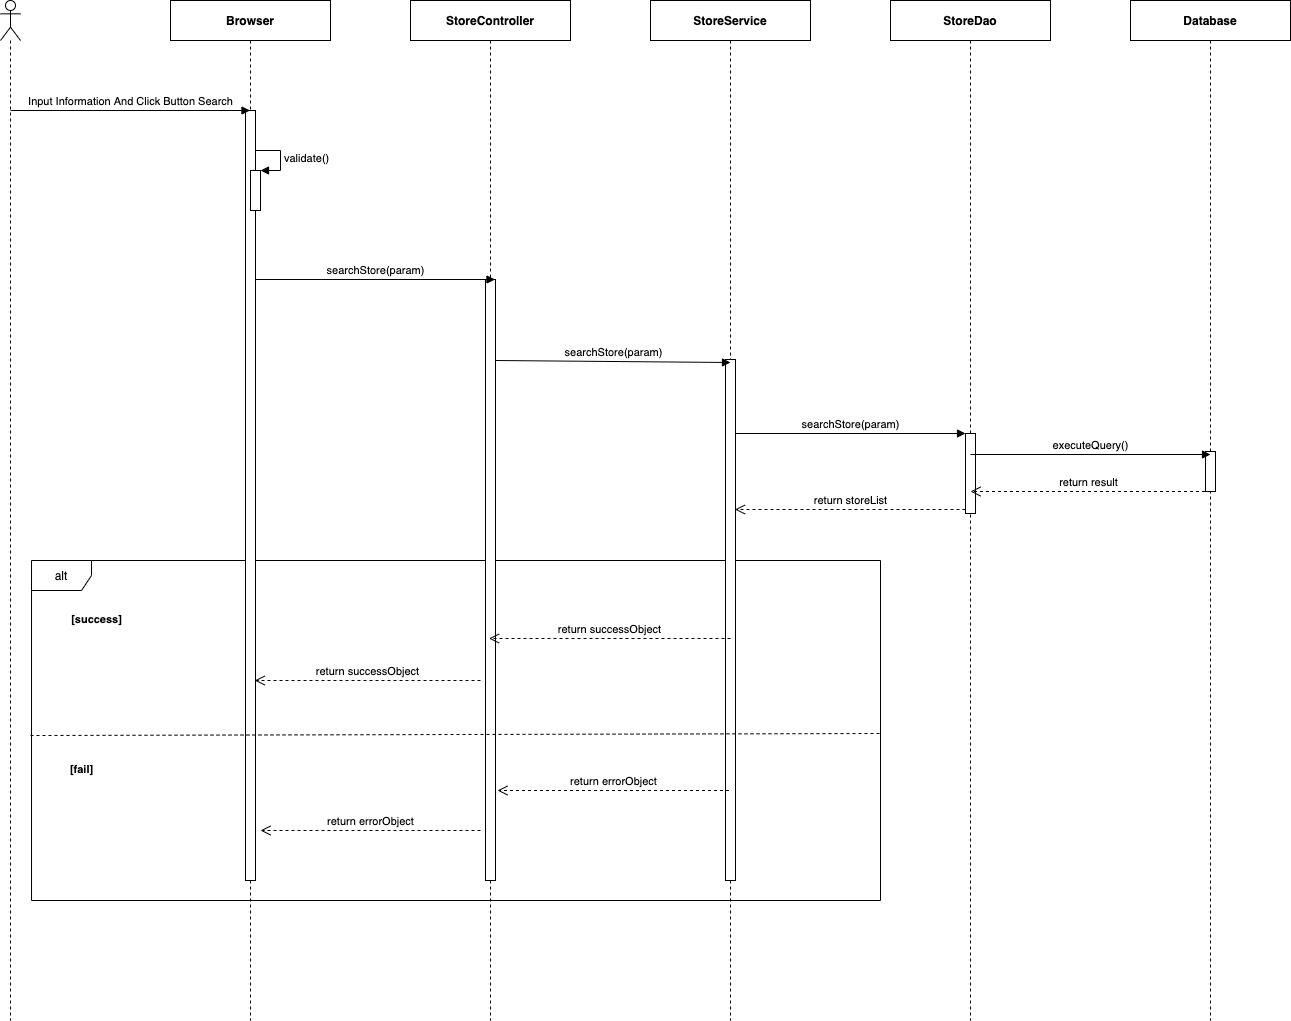 Browser
StoreController
StoreService
StoreDao
Database
Input Information And Click Button Search
validate()
searchStore(param)
searchStore(param)
searchStore(param)
executeQuery()
return result
return storeList
alt
[success]
return successObject
return successObject
[fail]
return errorObject
return errorObject